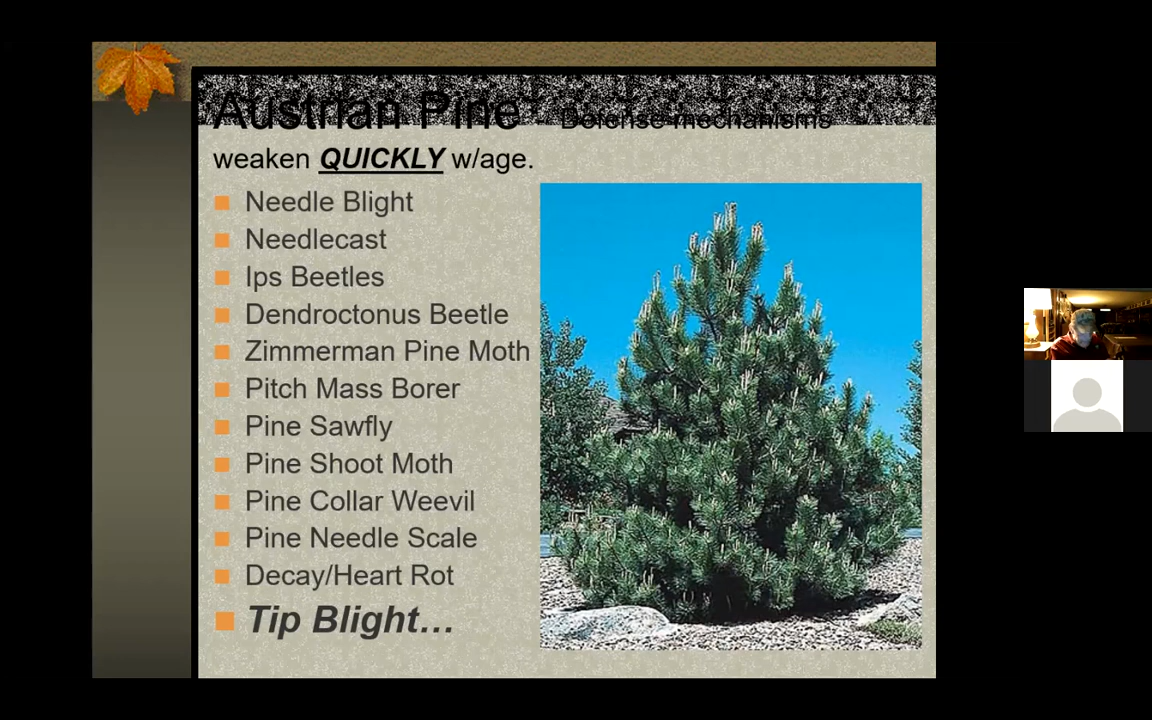 Austrian Pine - Defense mechanisms
weaken QUICKLY w/age.
Needle Blight
Needlecast
Ips Beetles
Dendroctonus Beetle
Zimmerman Pine Moth
Pitch Mass Borer
Pine Sawfly
Pine Shoot Moth
Pine Collar Weevil
Pine Needle Scale
Decay/Heart Rot
Tip Blight…